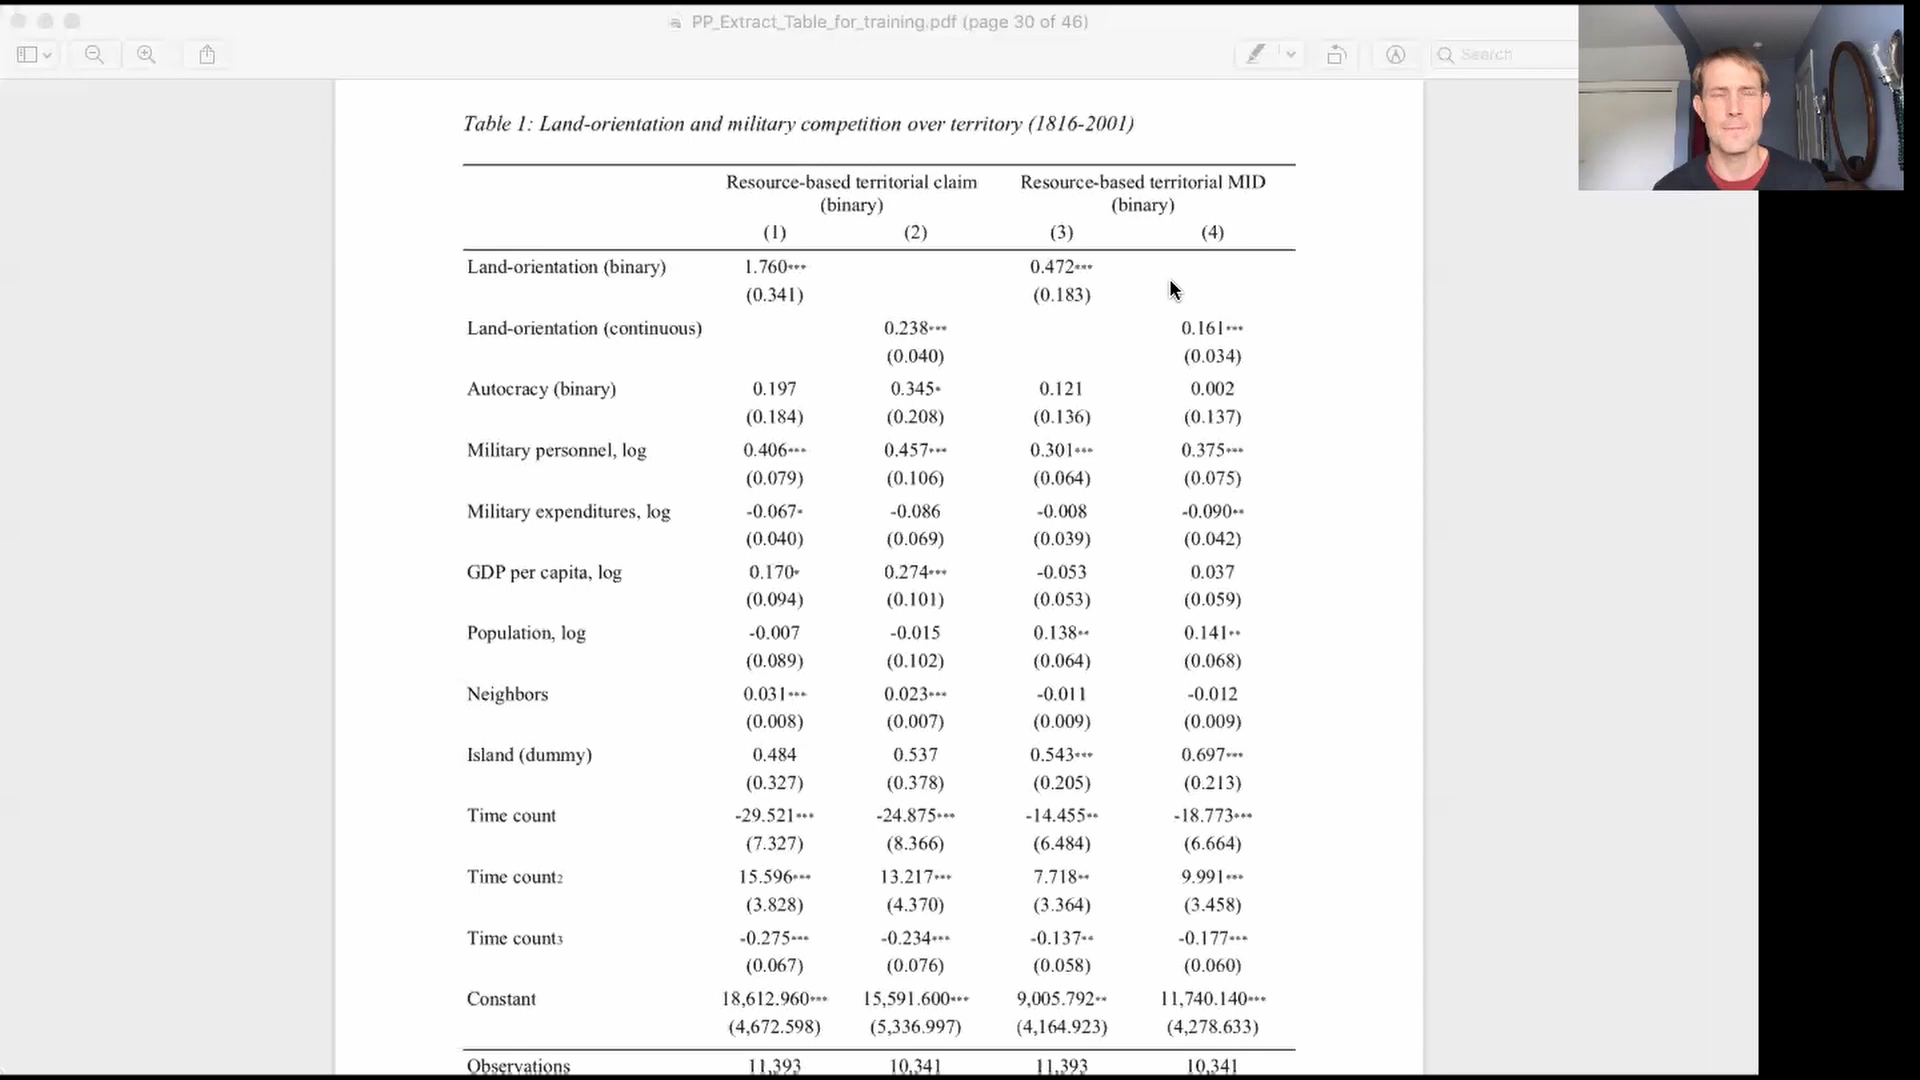 PP_Extract_Table_for_training.pdf (page 30 of 46)
Search
Table 1: Land-orientation and military competition over territory (1816-2001)
Resource-based territorial claim Resource-based territorial MID
(binary) (binary)
(1) (2) (3) (4)
Land-orientation (binary) 1.760*** 0.472***
(0.341) (0.183)
Land-orientation (continuous) 0.238*** 0.161***
(0.040) (0.034)
Autocracy (binary) 0.197 0.345* 0.121 0.002
(0.184) (0.208) (0.136) (0.137)
Military personnel, log 0.406*** 0.457*** 0.301*** 0.375***
(0.079) (0.106) (0.064) (0.075)
Military expenditures, log -0.067* -0.086 -0.008 -0.090**
(0.040) (0.069) (0.039) (0.042)
GDP per capita, log 0.170* 0.274*** -0.053 0.037
(0.094) (0.101) (0.053) (0.059)
Population, log -0.007 -0.015 0.138** 0.141**
(0.089) (0.102) (0.064) (0.068)
Neighbors 0.031*** 0.023*** -0.011 -0.012
(0.008) (0.007) (0.009) (0.009)
Island (dummy) 0.484 0.537 0.543*** 0.697***
(0.327) (0.378) (0.205) (0.213)
Time count -29.521*** -24.875*** -14.455** -18.773***
(7.327) (8.366) (6.484) (6.664)
Time count2 15.596*** 13.217*** 7.718** 9.991***
(3.828) (4.370) (3.364) (3.458)
Time count3 -0.275*** -0.234*** -0.137** -0.177***
(0.067) (0.076) (0.058) (0.060)
Constant 18,612.960*** 15,591.600*** 9,005.792** 11,740.140***
(4,672.598) (5,336.997) (4,164.923) (4,278.633)
Observations 11,393 10,341 11,393 10,341